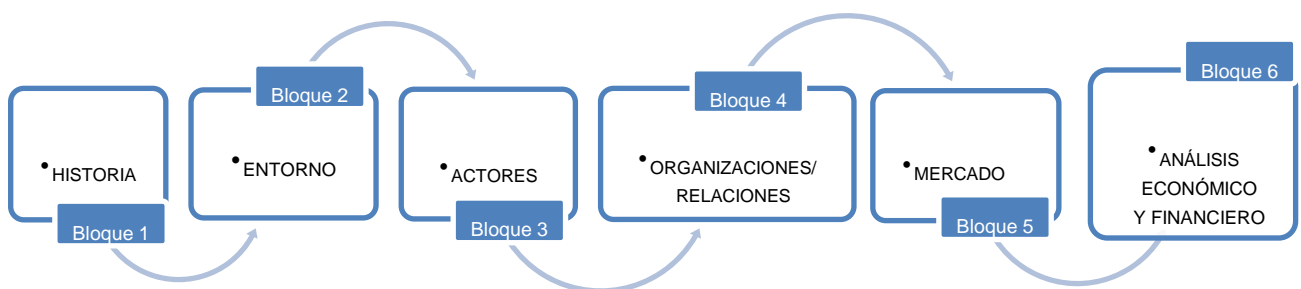 • HISTORIA
Bloque 1
Bloque 2
• ENTORNO
• ACTORES
Bloque 3
Bloque 4
• ORGANIZACIONES/
RELACIONES
• MERCADO
Bloque 5
Bloque 6
• ANÁLISIS
ECONÓMICO
Y FINANCIERO